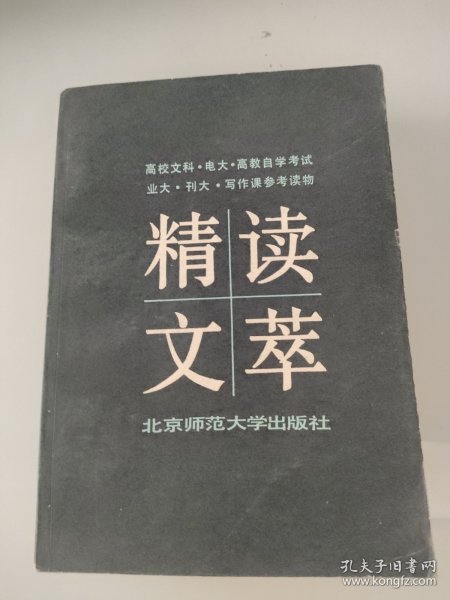 高校文科·电大·高教自学考试
业大·刊大·写作课参考读物
精读
文萃
北京师范大学出版社
孔夫子旧书网
www.kongfz.com